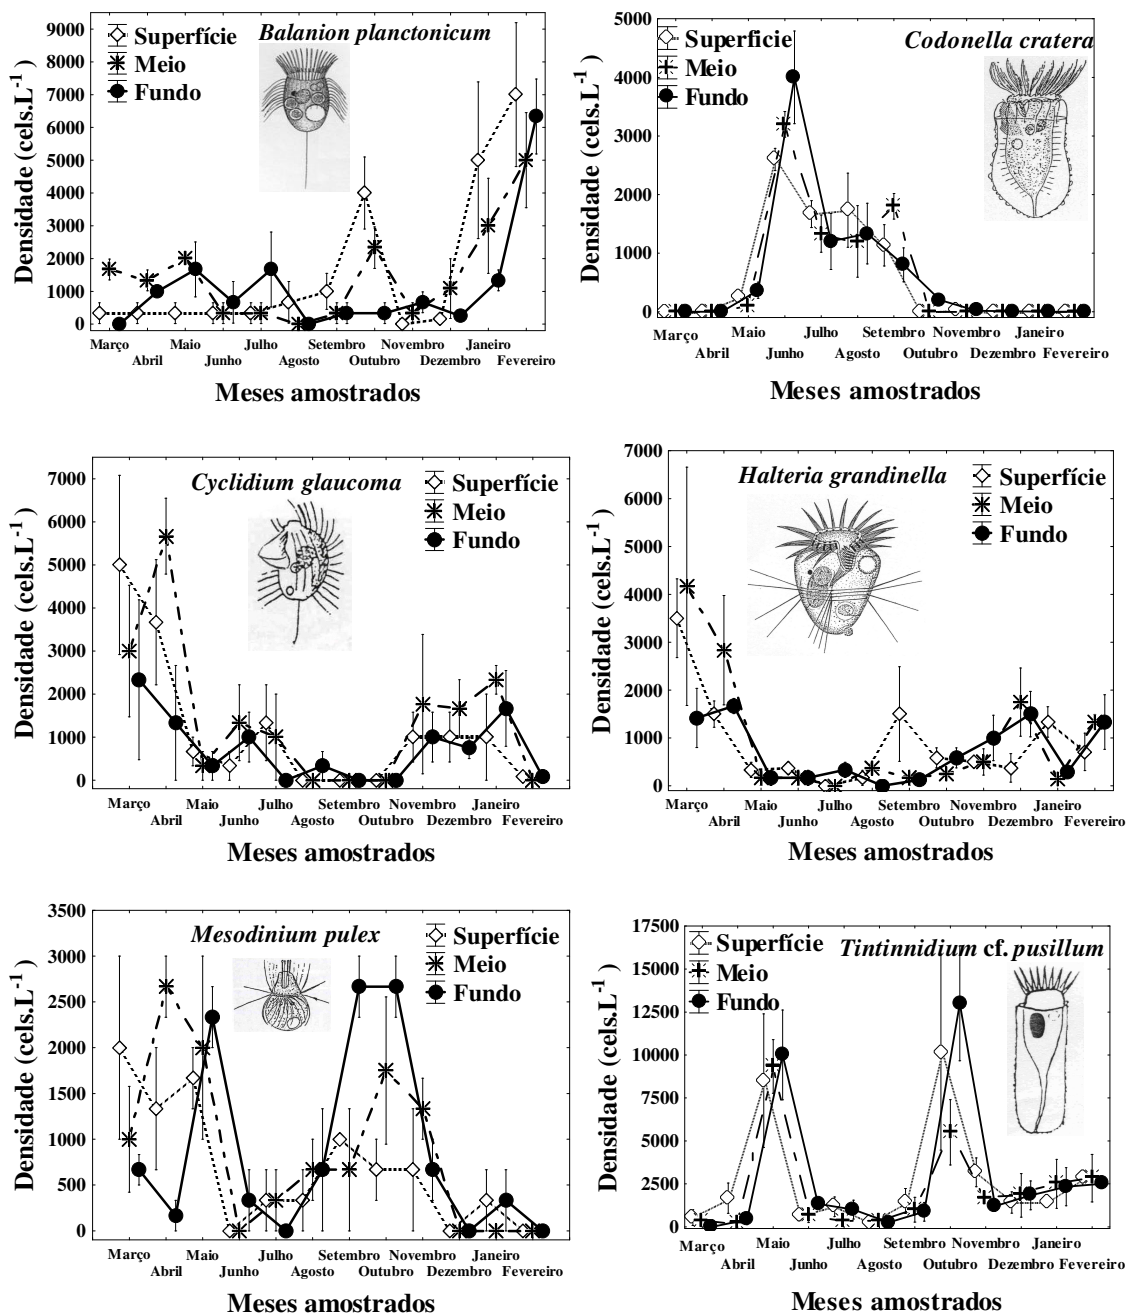 Balanion planctonicum
Superfície
Meio
Fundo
Densidade (cels.L-1)
9000
8000
7000
6000
5000
4000
3000
2000
1000
0
Março Maio Julho Setembro Novembro Janeiro
Abril Junho Agosto Outubro Dezembro Fevereiro
Meses amostrados
Codonella cratera
Superficie
Meio
Fundo
Densidade (cels.L-1)
5000
4000
3000
2000
1000
0
Março Maio Julho Setembro Novembro Janeiro
Abril Junho Agosto Outubro Dezembro Fevereiro
Meses amostrados
Cyclidium glaucoma
Superfície
Meio
Fundo
Densidade (cels.L-1)
7000
6000
5000
4000
3000
2000
1000
0
Março Maio Julho Setembro Novembro Janeiro
Abril Junho Agosto Outubro Dezembro Fevereiro
Meses amostrados
Halteria grandinella
Superfície
Meio
Fundo
Densidade (cels.L-1)
7000
6000
5000
4000
3000
2000
1000
0
Março Maio Julho Setembro Novembro Janeiro
Abril Junho Agosto Outubro Dezembro Fevereiro
Meses amostrados
Mesodinium pulex
Superfície
Meio
Fundo
Densidade (cels.L-1)
3500
3000
2500
2000
1500
1000
500
0
Março Maio Julho Setembro Novembro Janeiro
Abril Junho Agosto Outubro Dezembro Fevereiro
Meses amostrados
Tintinnidium cf. pusillum
Superfície
Meio
Fundo
Densidade (cels.L-1)
17500
15000
12500
10000
7500
5000
2500
0
Março Maio Julho Setembro Novembro Janeiro
Abril Junho Agosto Outubro Dezembro Fevereiro
Meses amostrados